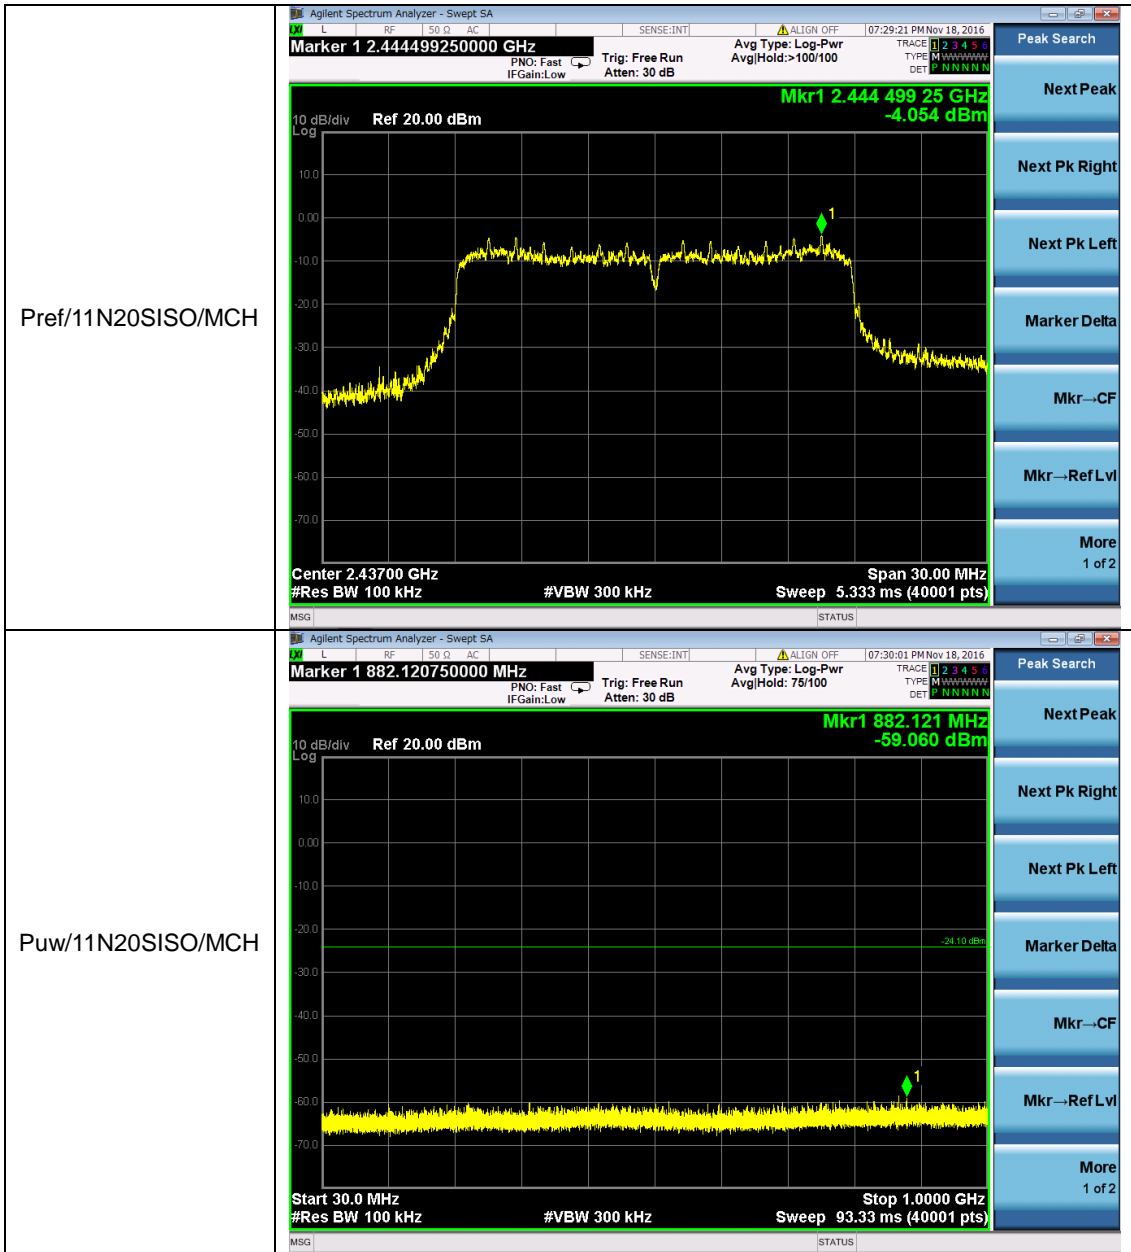 Pref/11N20SISO/MCH
Agilent Spectrum Analyzer - Swept SA
LXI L RF 50 Ω AC SENSE:INT ALIGN OFF 07:29:21 PM Nov 18, 2016
Marker 1 2.444499250000 GHz
PNO: Fast
IFGain:Low
Trig: Free Run
Atten: 30 dB
Avg Type: Log-Pwr
Avg|Hold:>100/100
TRACE 1 2 3 4 5 6
TYPE M WWWWW
DET P NNNNN
Mkr1 2.444 499 25 GHz
-4.054 dBm
10 dB/div Ref 20.00 dBm
Log
10.0
0.00
-10.0
-20.0
-30.0
-40.0
-50.0
-60.0
-70.0
1
Center 2.43700 GHz Span 30.00 MHz
#Res BW 100 kHz #VBW 300 kHz Sweep 5.333 ms (40001 pts)
MSG STATUS
Peak Search
Next Peak
Next Pk Right
Next Pk Left
Marker Delta
Mkr→CF
Mkr→Ref Lvl
More
1 of 2
Puw/11N20SISO/MCH
Agilent Spectrum Analyzer - Swept SA
LXI L RF 50 Ω AC SENSE:INT ALIGN OFF 07:30:01 PM Nov 18, 2016
Marker 1 882.120750000 MHz
PNO: Fast
IFGain:Low
Trig: Free Run
Atten: 30 dB
Avg Type: Log-Pwr
Avg|Hold: 75/100
TRACE 1 2 3 4 5 6
TYPE M WWWWW
DET P NNNNN
Mkr1 882.121 MHz
-59.060 dBm
10 dB/div Ref 20.00 dBm
Log
10.0
0.00
-10.0
-20.0
-30.0
-40.0
-50.0
-60.0
-70.0
-24.10 dBm
1
Start 30.0 MHz Stop 1.0000 GHz
#Res BW 100 kHz #VBW 300 kHz Sweep 93.33 ms (40001 pts)
MSG STATUS
Peak Search
Next Peak
Next Pk Right
Next Pk Left
Marker Delta
Mkr→CF
Mkr→Ref Lvl
More
1 of 2